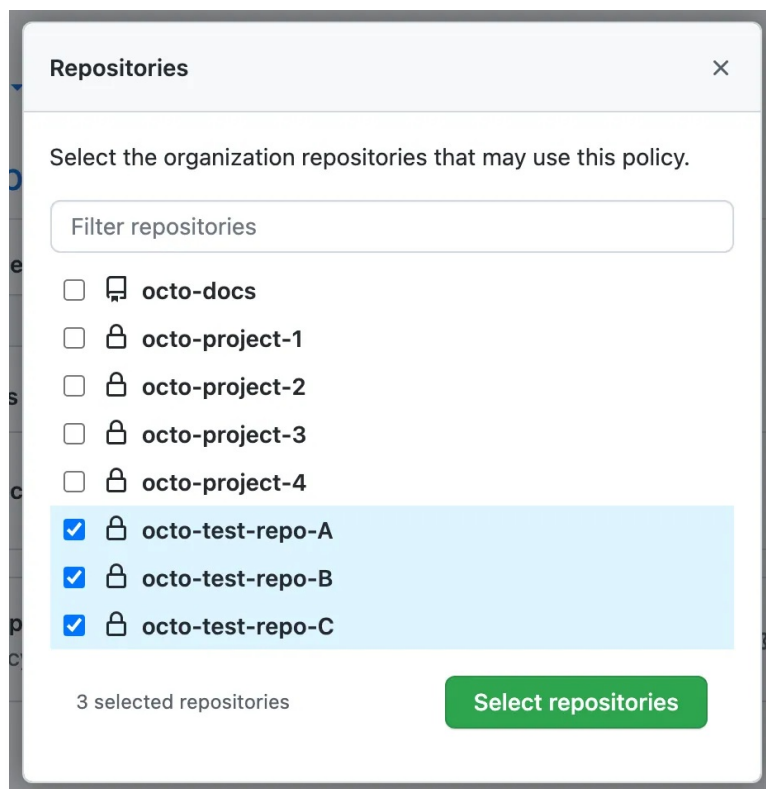 Repositories
Select the organization repositories that may use this policy.
Filter repositories
octo-docs
octo-project-1
octo-project-2
octo-project-3
octo-project-4
octo-test-repo-A
octo-test-repo-B
octo-test-repo-C
3 selected repositories
Select repositories